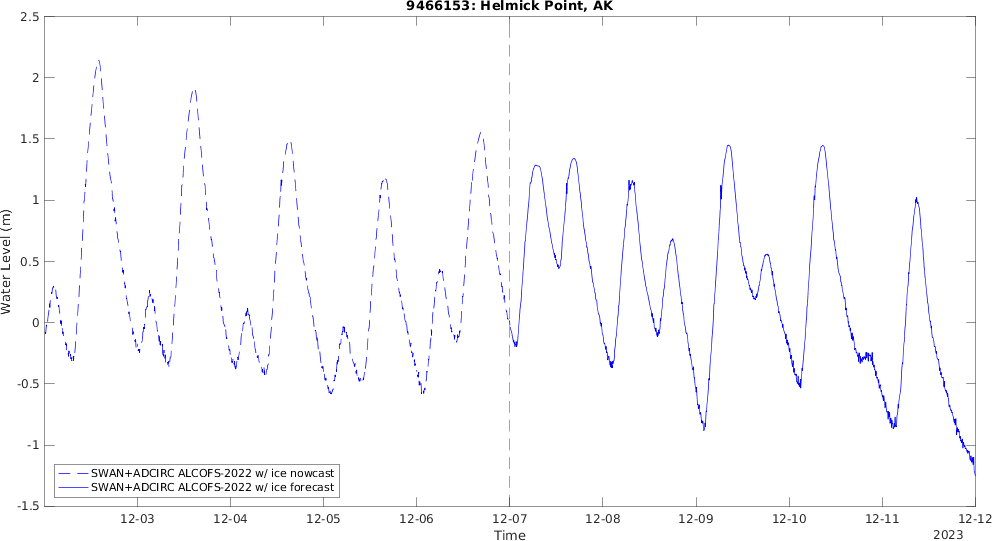 9466153: Helmick Point, AK
2.5
2
1.5
1
0.5
0
-0.5
-1
-1.5
Water Level (m)
SWAN+ADCIRC ALCOFS-2022 w/ ice nowcast
SWAN+ADCIRC ALCOFS-2022 w/ ice forecast
12-03 12-04 12-05 12-06 12-07 12-08 12-09 12-10 12-11 12-12
Time
2023